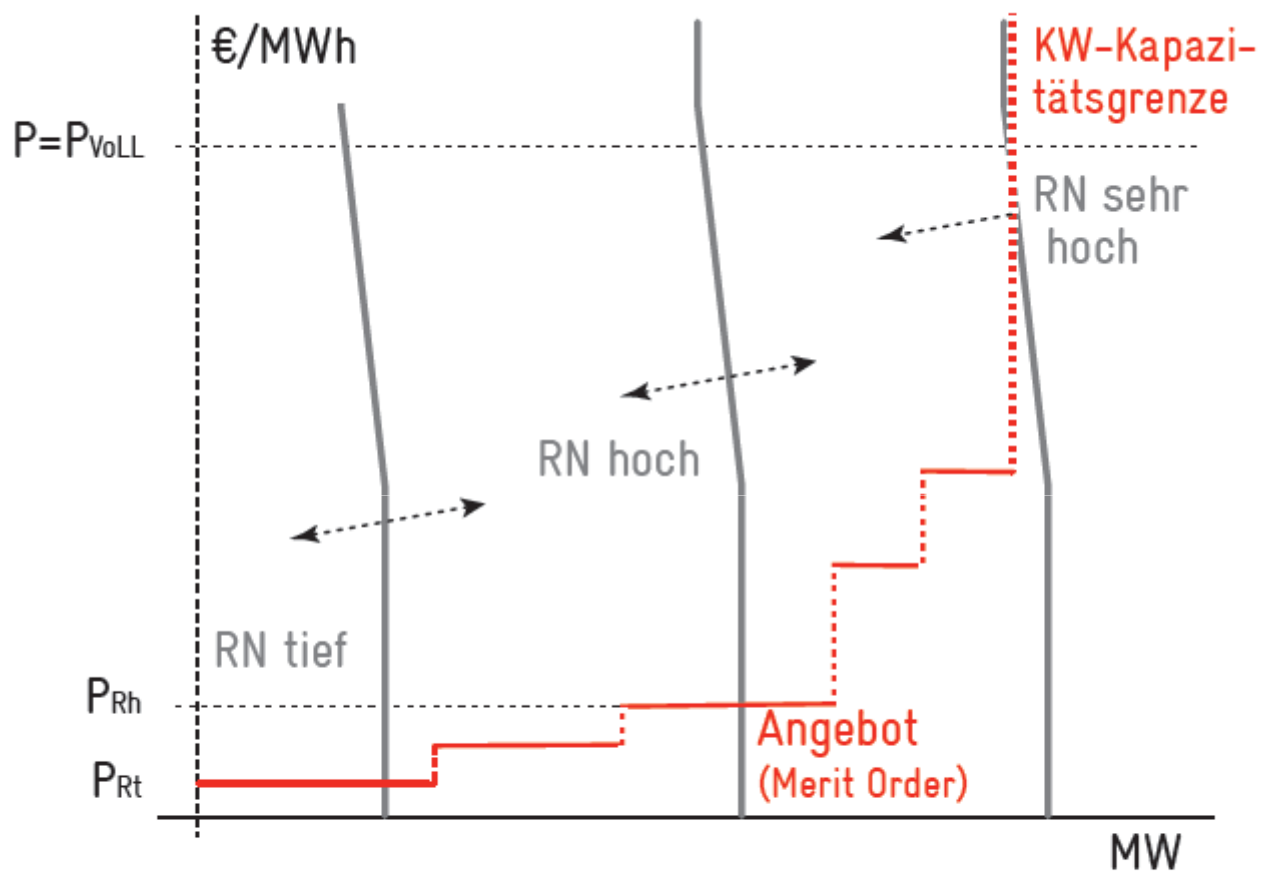 €/MWh
KW-Kapazi-
tätsgrenze
P=PVoLL
RN sehr
hoch
RN hoch
RN tief
PRh
Angebot
(Merit Order)
PRt
MW